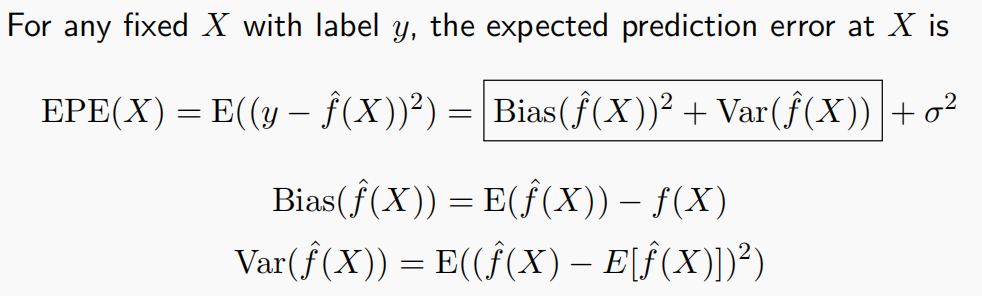 For any fixed X with label y, the expected prediction error at X is
EPE(X) = E((y − f̂(X))²) = Bias(f̂(X))² + Var(f̂(X)) + σ²
Bias(f̂(X)) = E(f̂(X)) − f(X)
Var(f̂(X)) = E((f̂(X) − E[f̂(X)])²)